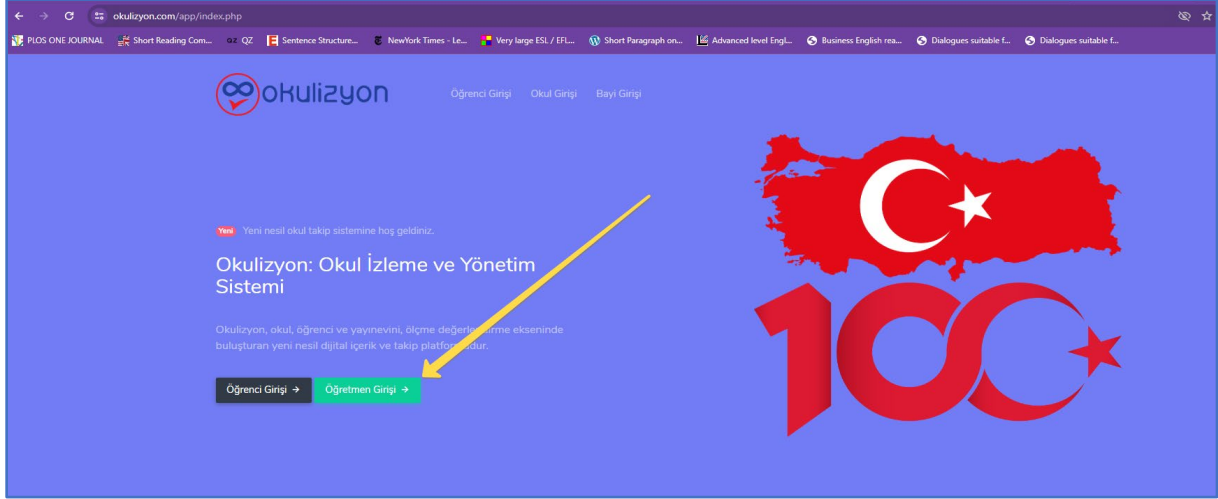 okulizyon.com/app/index.php
PLOS ONE JOURNAL Short Reading Com... QZ QZ Sentence Structure... NewYork Times - Le... Very large ESL / EFL... Short Paragraph on... Advanced level Engl... Business English rea... Dialogues suitable f... Dialogues suitable f...
okulizyon Öğrenci Girişi Okul Girişi Bayi Girişi
Yeni Yeni nesil okul takip sistemine hoş geldiniz.
Okulizyon: Okul İzleme ve Yönetim
Sistemi
Okulizyon, okul, öğrenci ve yayınevini, ölçme değerlendirme ekseninde
buluşturan yeni nesil dijital içerik ve takip platformudur.
Öğrenci Girişi → Öğretmen Girişi →
100